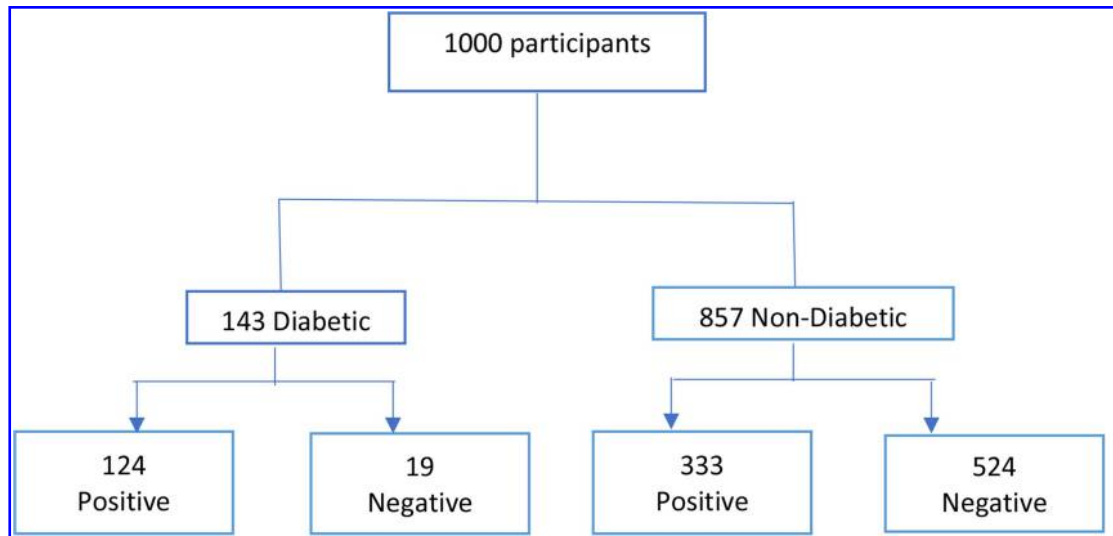 1000 participants
143 Diabetic
857 Non-Diabetic
124
Positive
19
Negative
333
Positive
524
Negative